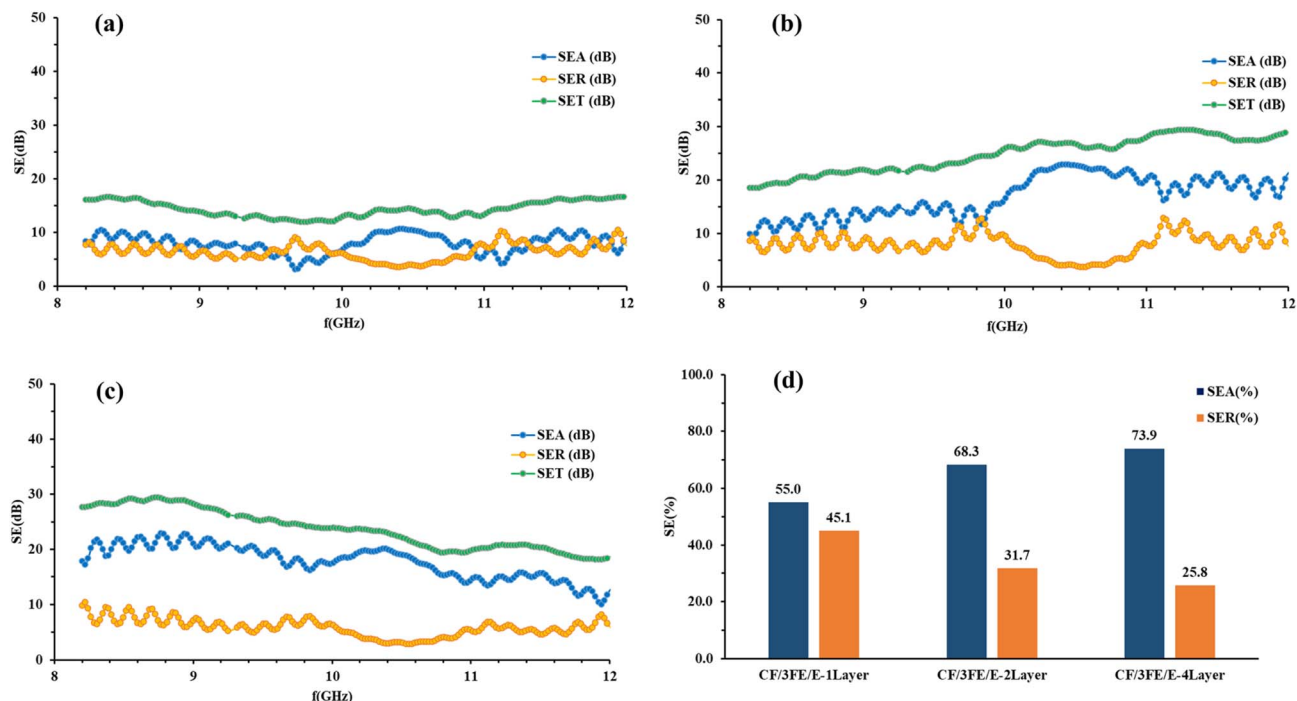 (a)
50
40
30
20
10
0
SE(dB)
SEA (dB)
SER (dB)
SET (dB)
8 9 10 11 12
f(GHz)
(b)
50
40
30
20
10
0
SE(dB)
SEA (dB)
SER (dB)
SET (dB)
8 9 10 11 12
f(GHz)
(c)
50
40
30
20
10
0
SE(dB)
SEA (dB)
SER (dB)
SET (dB)
8 9 10 11 12
f(GHz)
(d)
100.0
80.0
60.0
40.0
20.0
0.0
SE(%)
SEA(%)
SER(%)
55.0
45.1
68.3
31.7
73.9
25.8
CF/3FE/E-1Layer CF/3FE/E-2Layer CF/3FE/E-4Layer